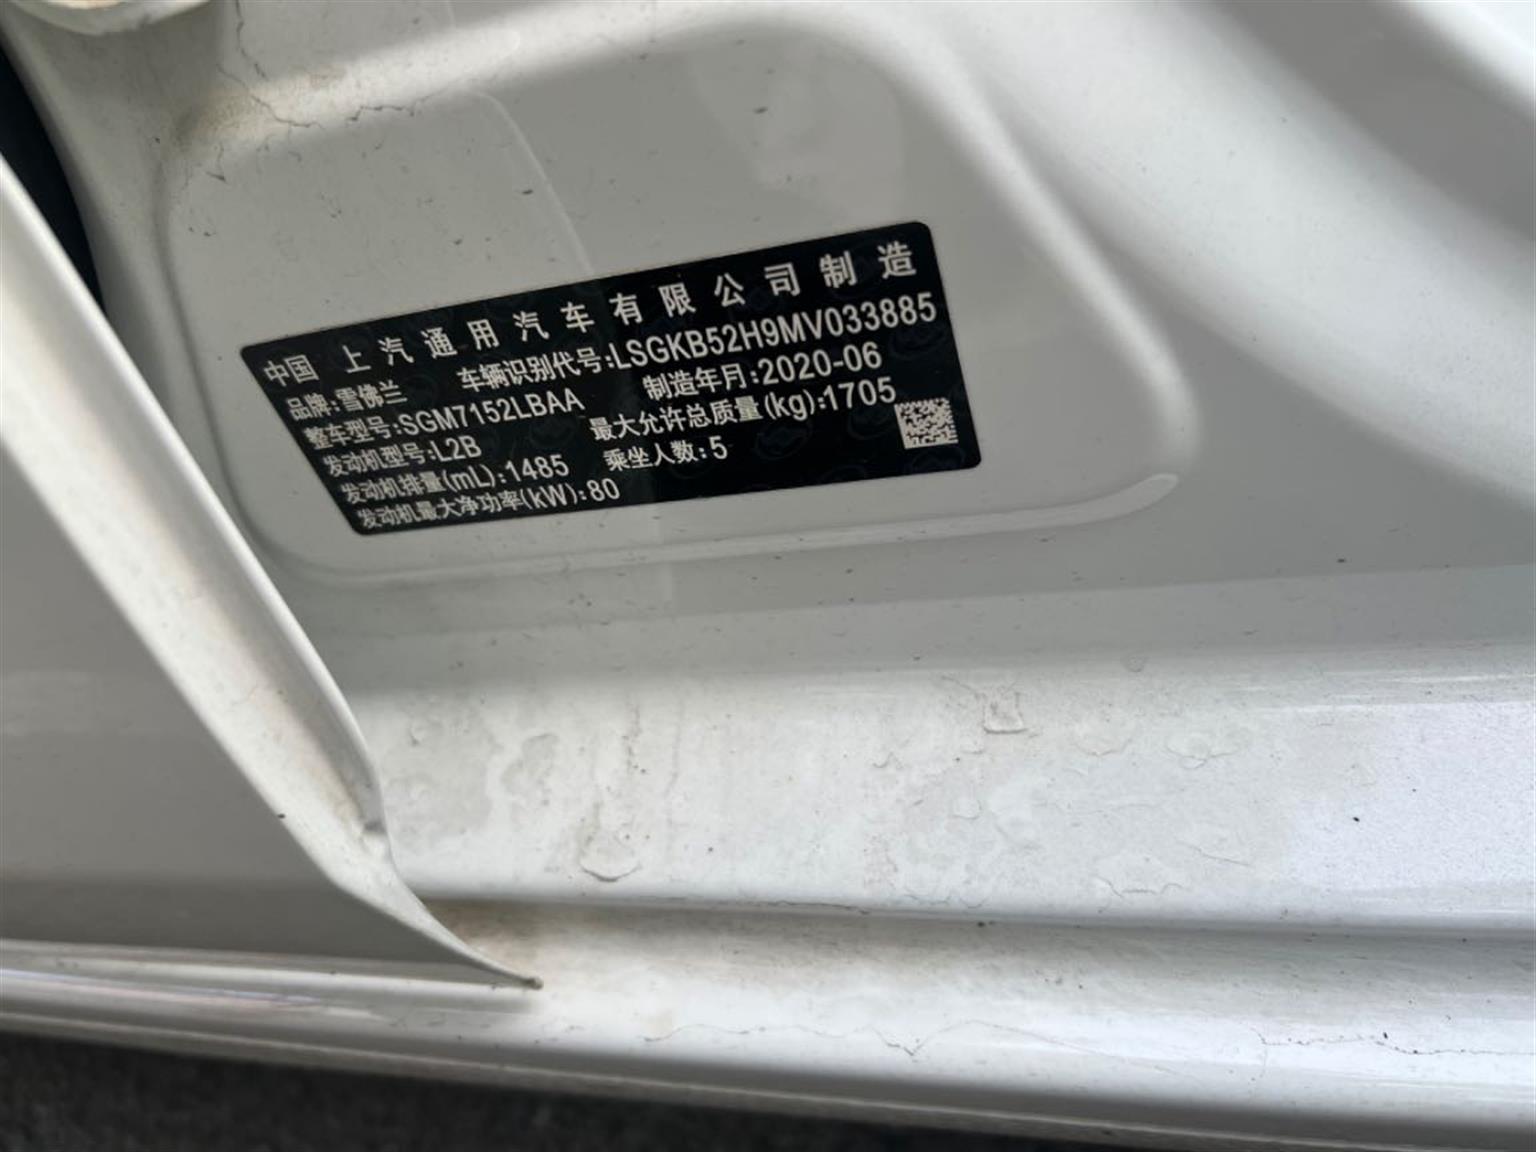 中国 上汽通用汽车有限公司制造
品牌:雪佛兰 车辆识别代号:LSGKB52H9MV033885
整车型号:SGM7152LBAA 制造年月:2020-06
发动机型号:L2B 最大允许总质量(kg):1705
发动机排量(mL):1485 乘坐人数:5
发动机最大净功率(kW):80